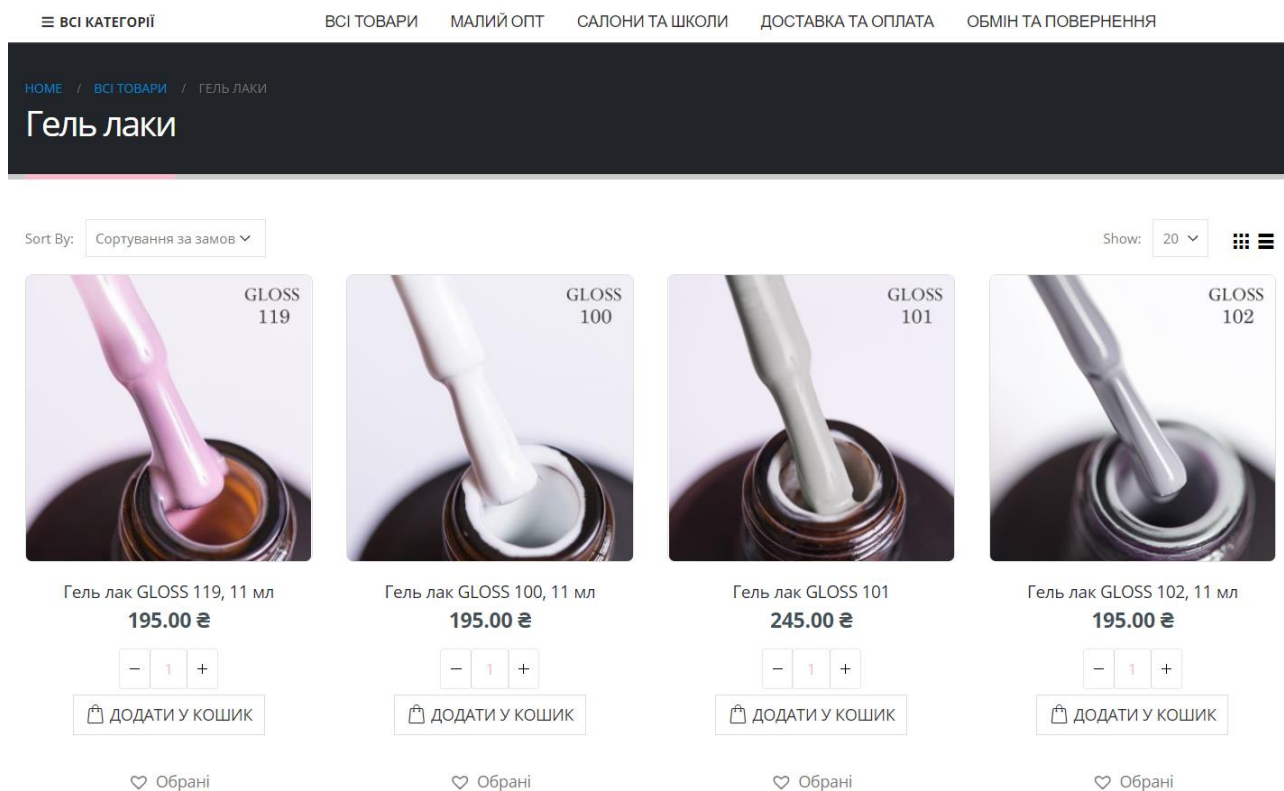 ВСІ КАТЕГОРІЇ ВСІ ТОВАРИ МАЛИЙ ОПТ САЛОНИ ТА ШКОЛИ ДОСТАВКА ТА ОПЛАТА ОБМІН ТА ПОВЕРНЕННЯ
HOME / ВСІ ТОВАРИ / ГЕЛЬ ЛАКИ
Гель лаки
Sort By: Сортування за замов Show: 20
GLOSS 119
GLOSS 100
GLOSS 101
GLOSS 102
Гель лак GLOSS 119, 11 мл Гель лак GLOSS 100, 11 мл Гель лак GLOSS 101 Гель лак GLOSS 102, 11 мл
195.00 ₴ 195.00 ₴ 245.00 ₴ 195.00 ₴
− 1 + − 1 + − 1 + − 1 +
ДОДАТИ У КОШИК ДОДАТИ У КОШИК ДОДАТИ У КОШИК ДОДАТИ У КОШИК
Обрані Обрані Обрані Обрані